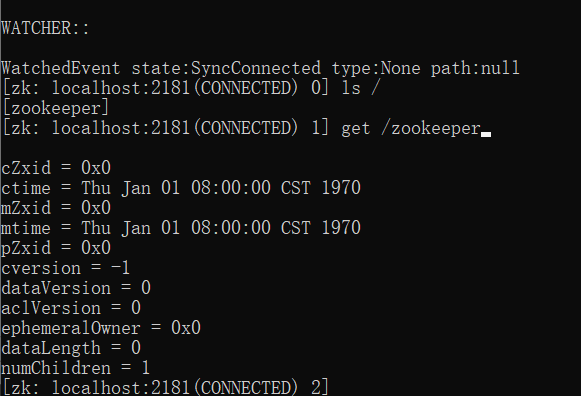 WATCHER::
WatchedEvent state:SyncConnected type:None path:null
[zk: localhost:2181(CONNECTED) 0] ls /
[zookeeper]
[zk: localhost:2181(CONNECTED) 1] get /zookeeper
cZxid = 0x0
ctime = Thu Jan 01 08:00:00 CST 1970
mZxid = 0x0
mtime = Thu Jan 01 08:00:00 CST 1970
pZxid = 0x0
cversion = -1
dataVersion = 0
aclVersion = 0
ephemeralOwner = 0x0
dataLength = 0
numChildren = 1
[zk: localhost:2181(CONNECTED) 2]